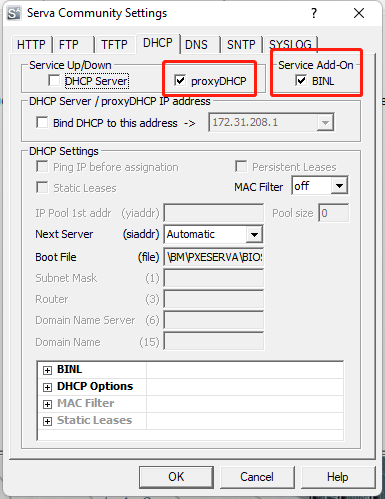 Serva Community Settings
HTTP FTP TFTP DHCP DNS SNTP SYSLOG
Service Up/Down Service Add-On
DHCP Server proxyDHCP BINL
DHCP Server / proxyDHCP IP address
Bind DHCP to this address -> 172.31.208.1
DHCP Settings
Ping IP before assignation Persistent Leases
Static Leases MAC Filter off
IP Pool 1st addr (yiaddr) Pool size 0
Next Server (siaddr) Automatic
Boot File (file) \BM\PXESERVA\BIOS
Subnet Mask (1)
Router (3)
Domain Name Server (6)
Domain Name (15)
BINL
DHCP Options
MAC Filter
Static Leases
OK Cancel Help